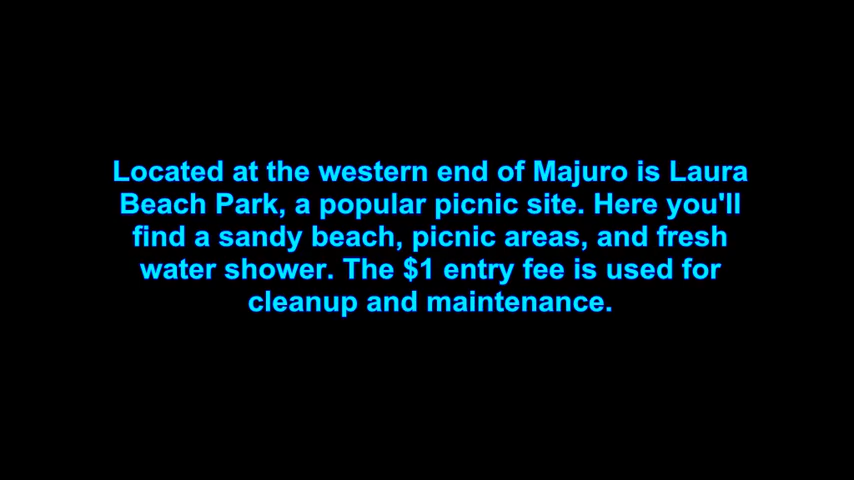 Located at the western end of Majuro is Laura
Beach Park, a popular picnic site. Here you'll
find a sandy beach, picnic areas, and fresh
water shower. The $1 entry fee is used for
cleanup and maintenance.